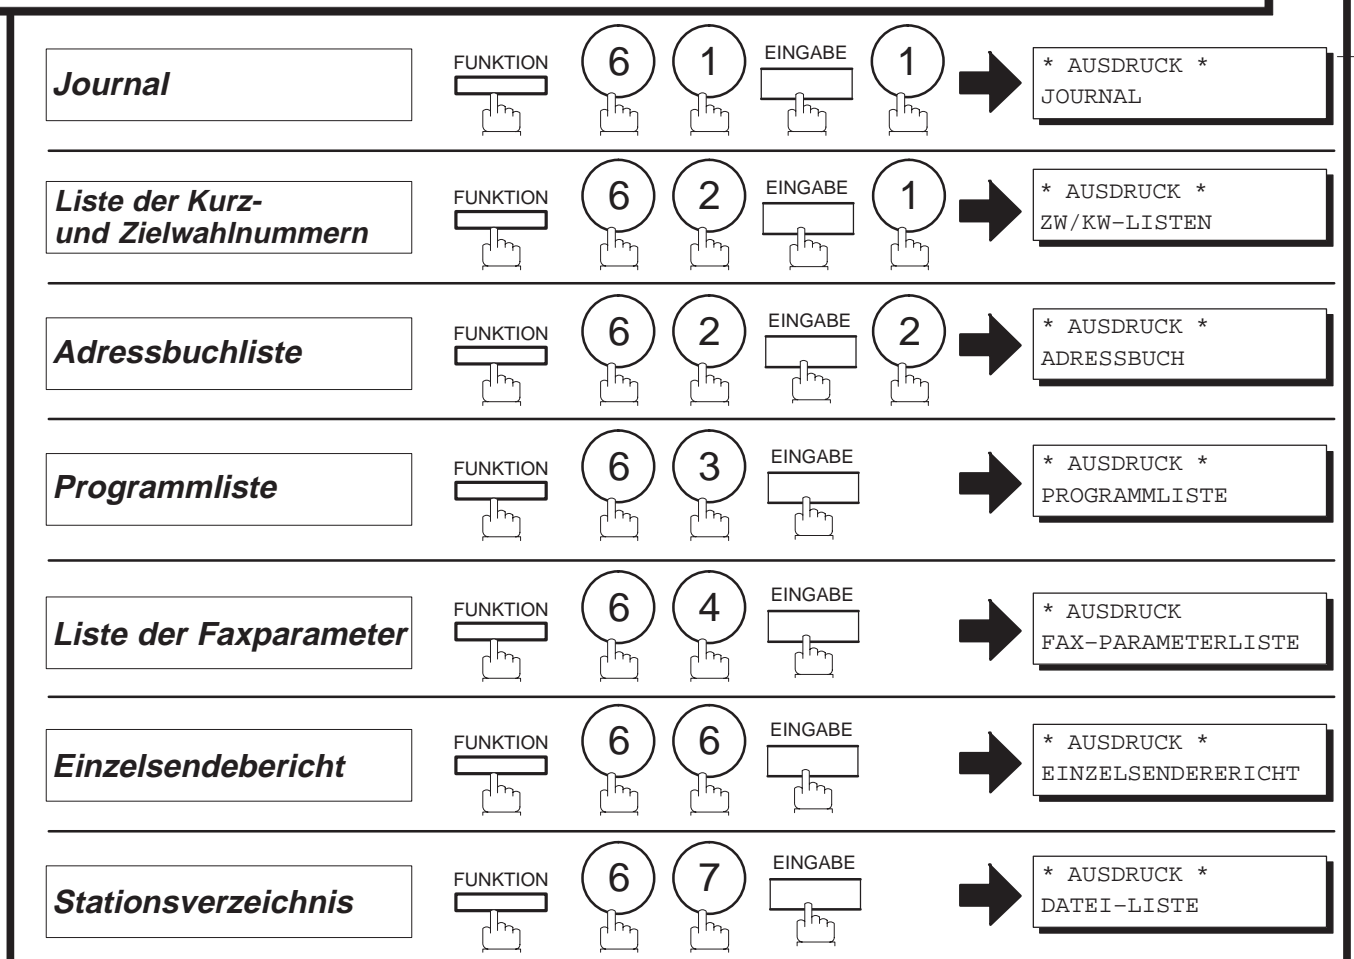 Journal
FUNKTION 6 1 EINGABE 1
* AUSDRUCK *
JOURNAL
Liste der Kurz-
und Zielwahlnummern
FUNKTION 6 2 EINGABE 1
* AUSDRUCK *
ZW/KW-LISTEN
Adressbuchliste
FUNKTION 6 2 EINGABE 2
* AUSDRUCK *
ADRESSBUCH
Programmliste
FUNKTION 6 3 EINGABE
* AUSDRUCK *
PROGRAMMLISTE
Liste der Faxparameter
FUNKTION 6 4 EINGABE
* AUSDRUCK
FAX-PARAMETERLISTE
Einzelsendebericht
FUNKTION 6 6 EINGABE
* AUSDRUCK *
EINZELSENDERERICHT
Stationsverzeichnis
FUNKTION 6 7 EINGABE
* AUSDRUCK *
DATEI-LISTE